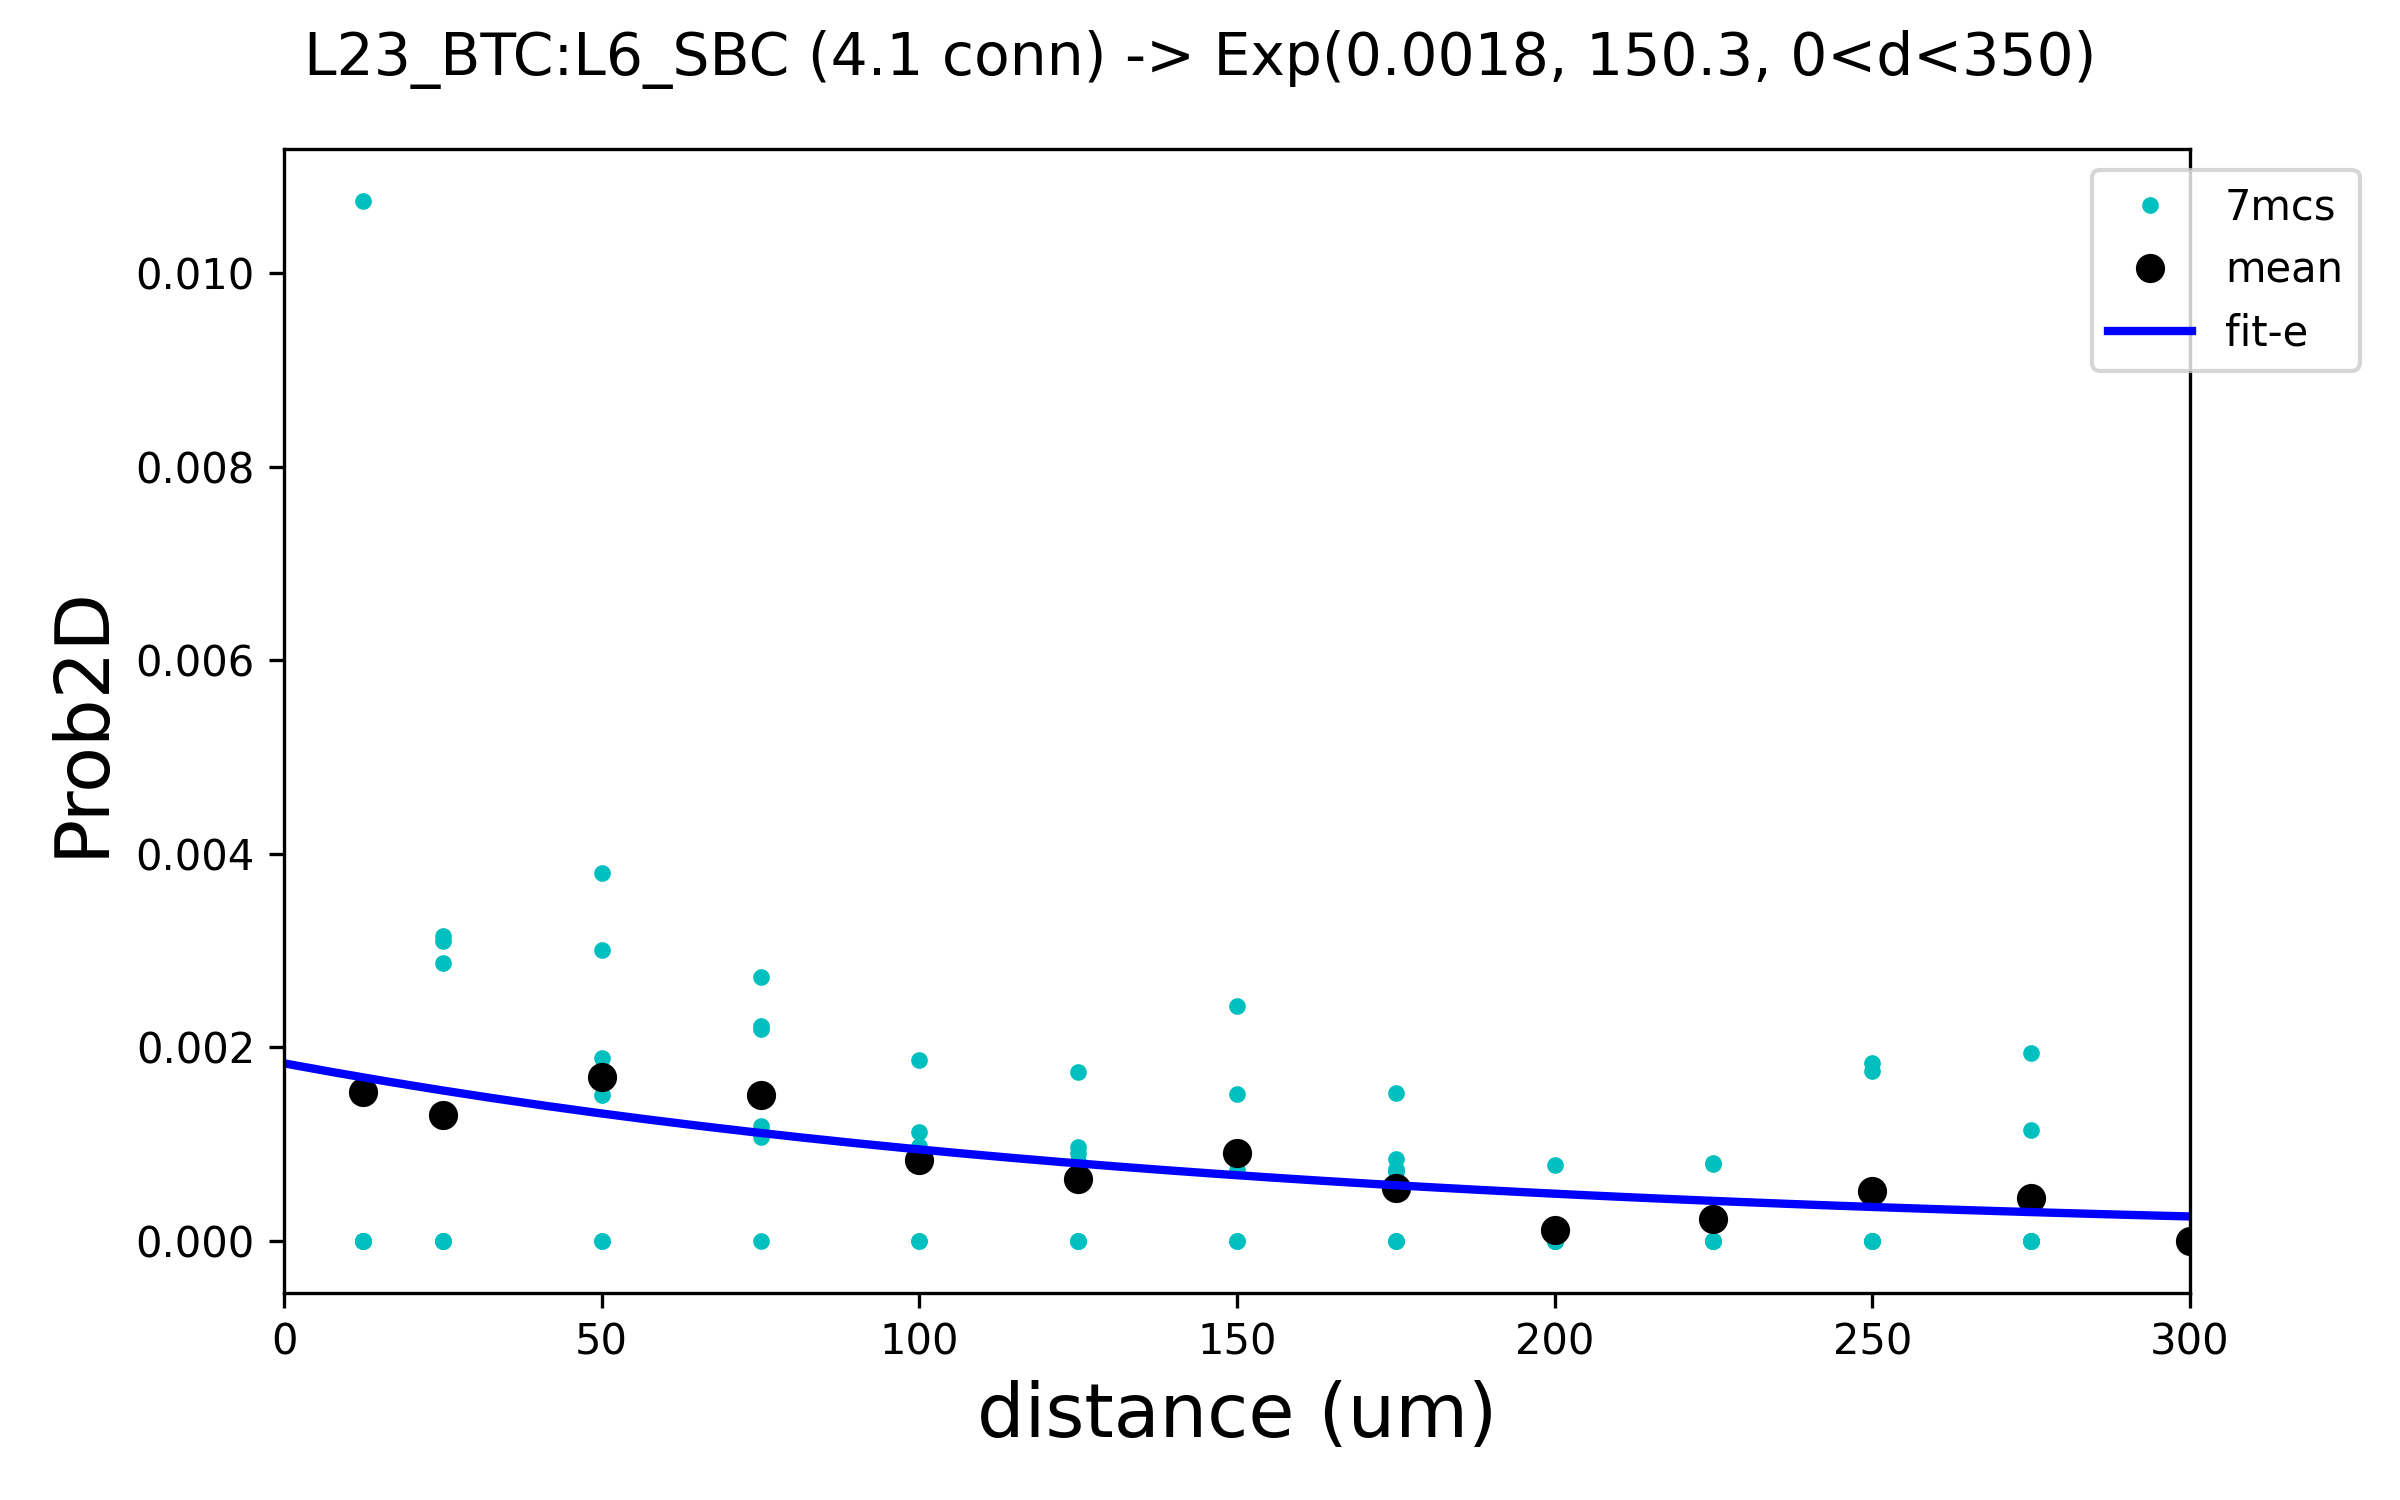 L23_BTC:L6_SBC (4.1 conn) -> Exp(0.0018, 150.3, 0<d<350)
7mcs
mean
fit-e
Prob2D
0.010
0.008
0.006
0.004
0.002
0.000
0 50 100 150 200 250 300
distance (um)